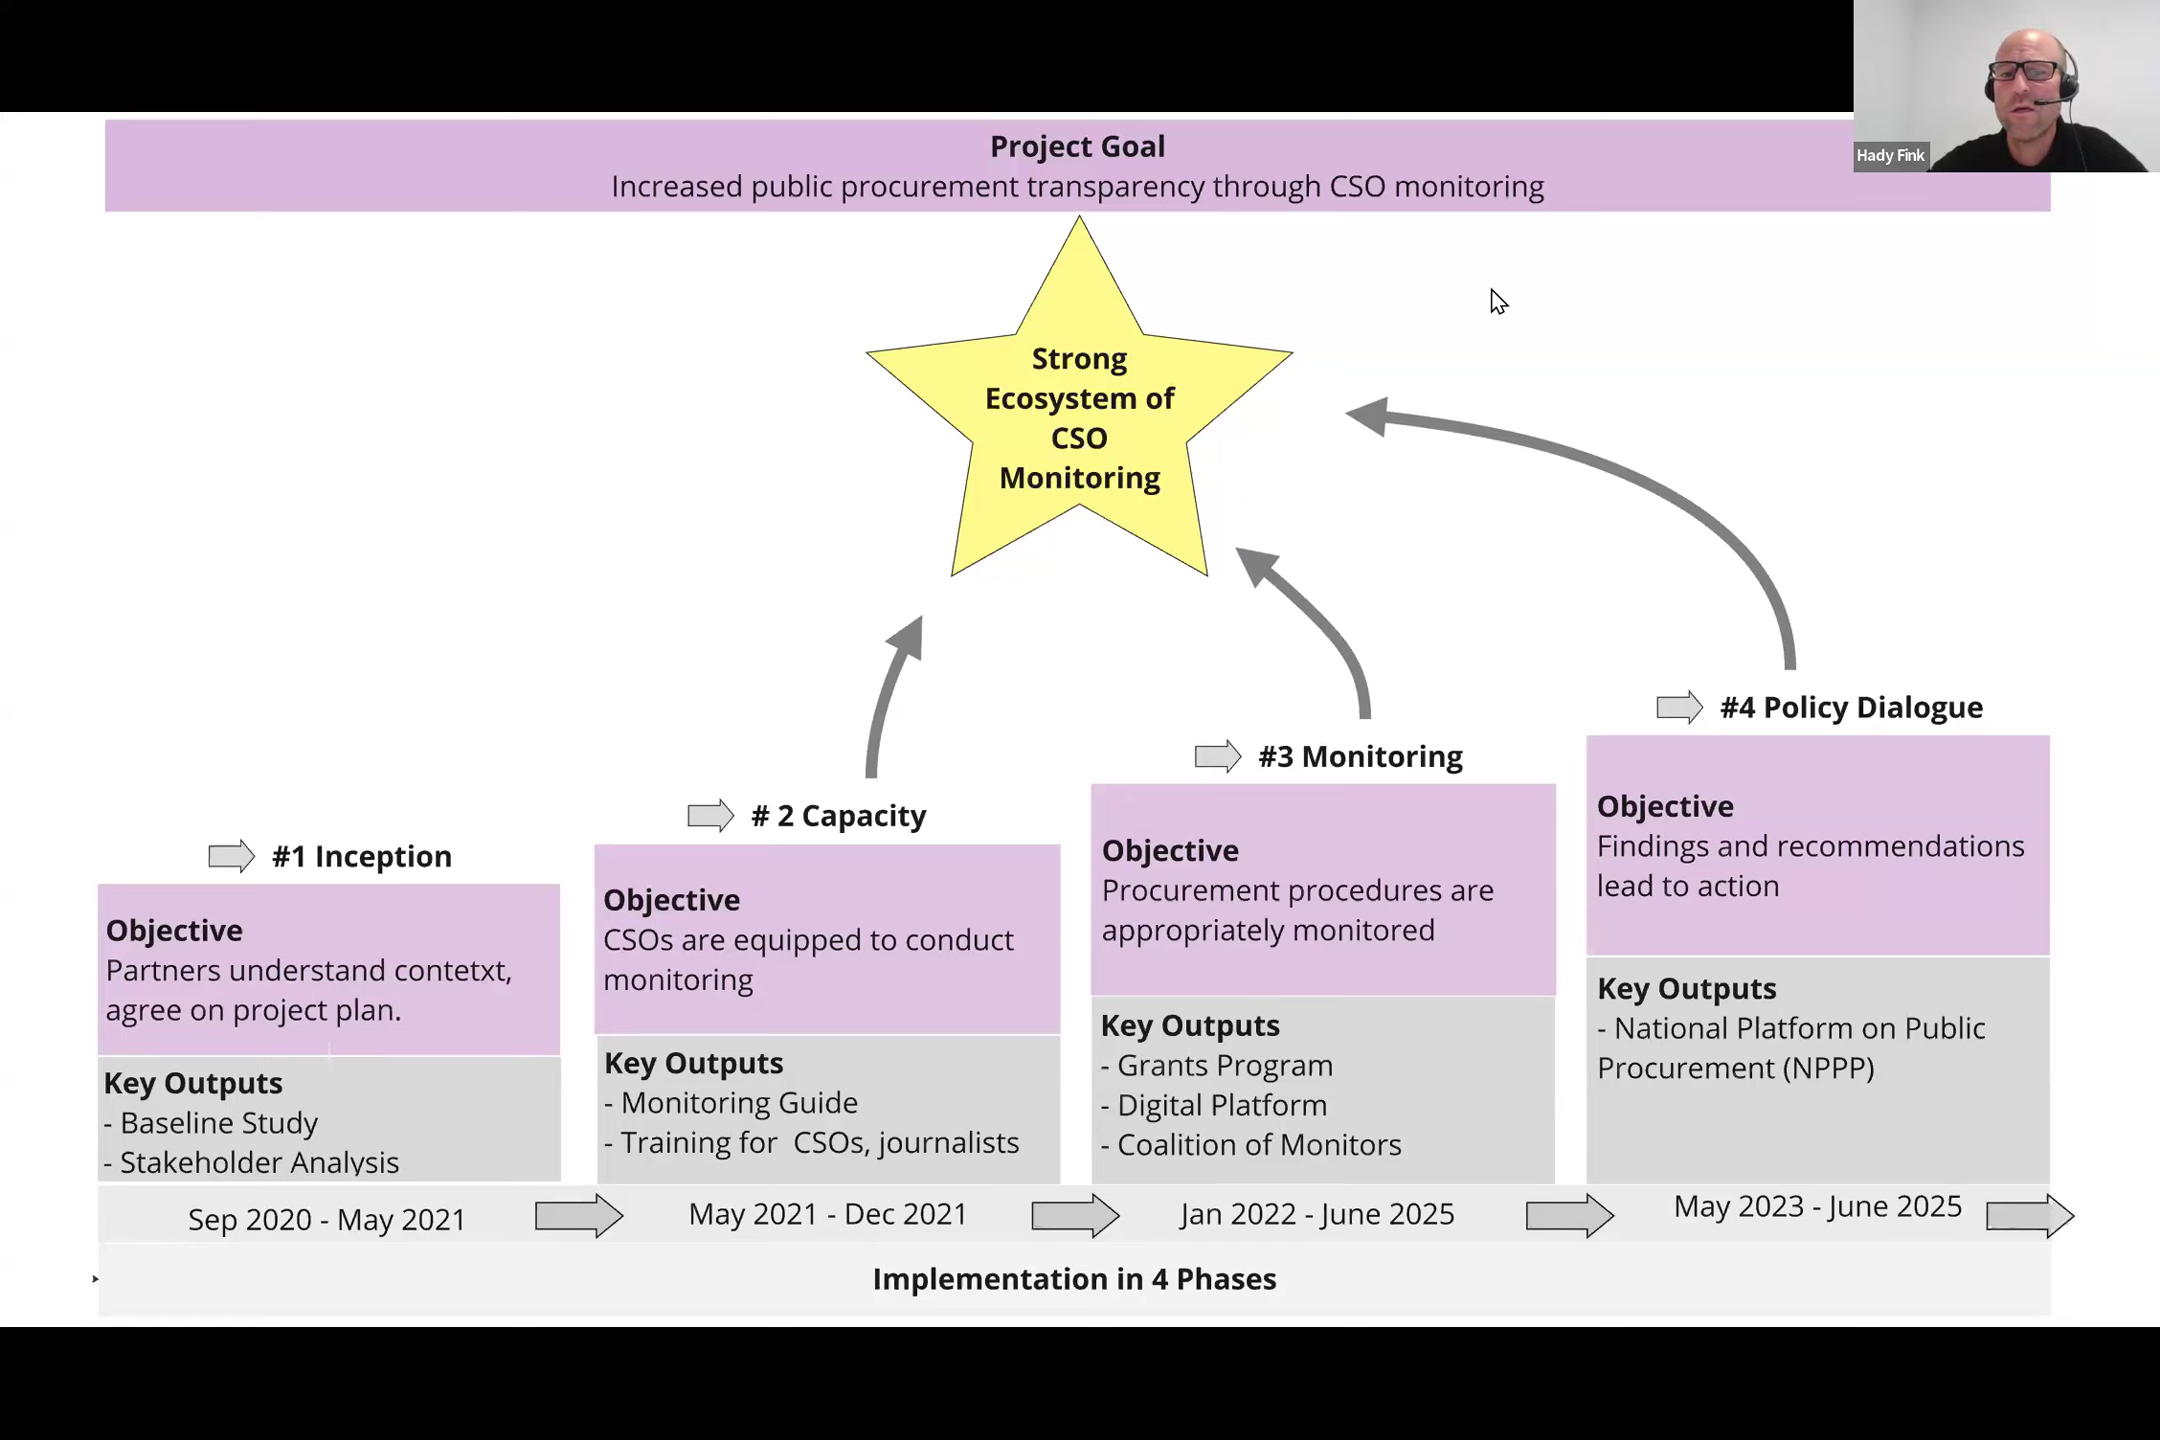 Hady Fink
Project Goal
Increased public procurement transparency through CSO monitoring
Strong
Ecosystem of
CSO
Monitoring
#1 Inception
Objective
Partners understand contetxt,
agree on project plan.
Key Outputs
- Baseline Study
- Stakeholder Analysis
Sep 2020 - May 2021
# 2 Capacity
Objective
CSOs are equipped to conduct
monitoring
Key Outputs
- Monitoring Guide
- Training for  CSOs, journalists
May 2021 - Dec 2021
#3 Monitoring
Objective
Procurement procedures are
appropriately monitored
Key Outputs
- Grants Program
- Digital Platform
- Coalition of Monitors
Jan 2022 - June 2025
#4 Policy Dialogue
Objective
Findings and recommendations
lead to action
Key Outputs
- National Platform on Public
Procurement (NPPP)
May 2023 - June 2025
Implementation in 4 Phases